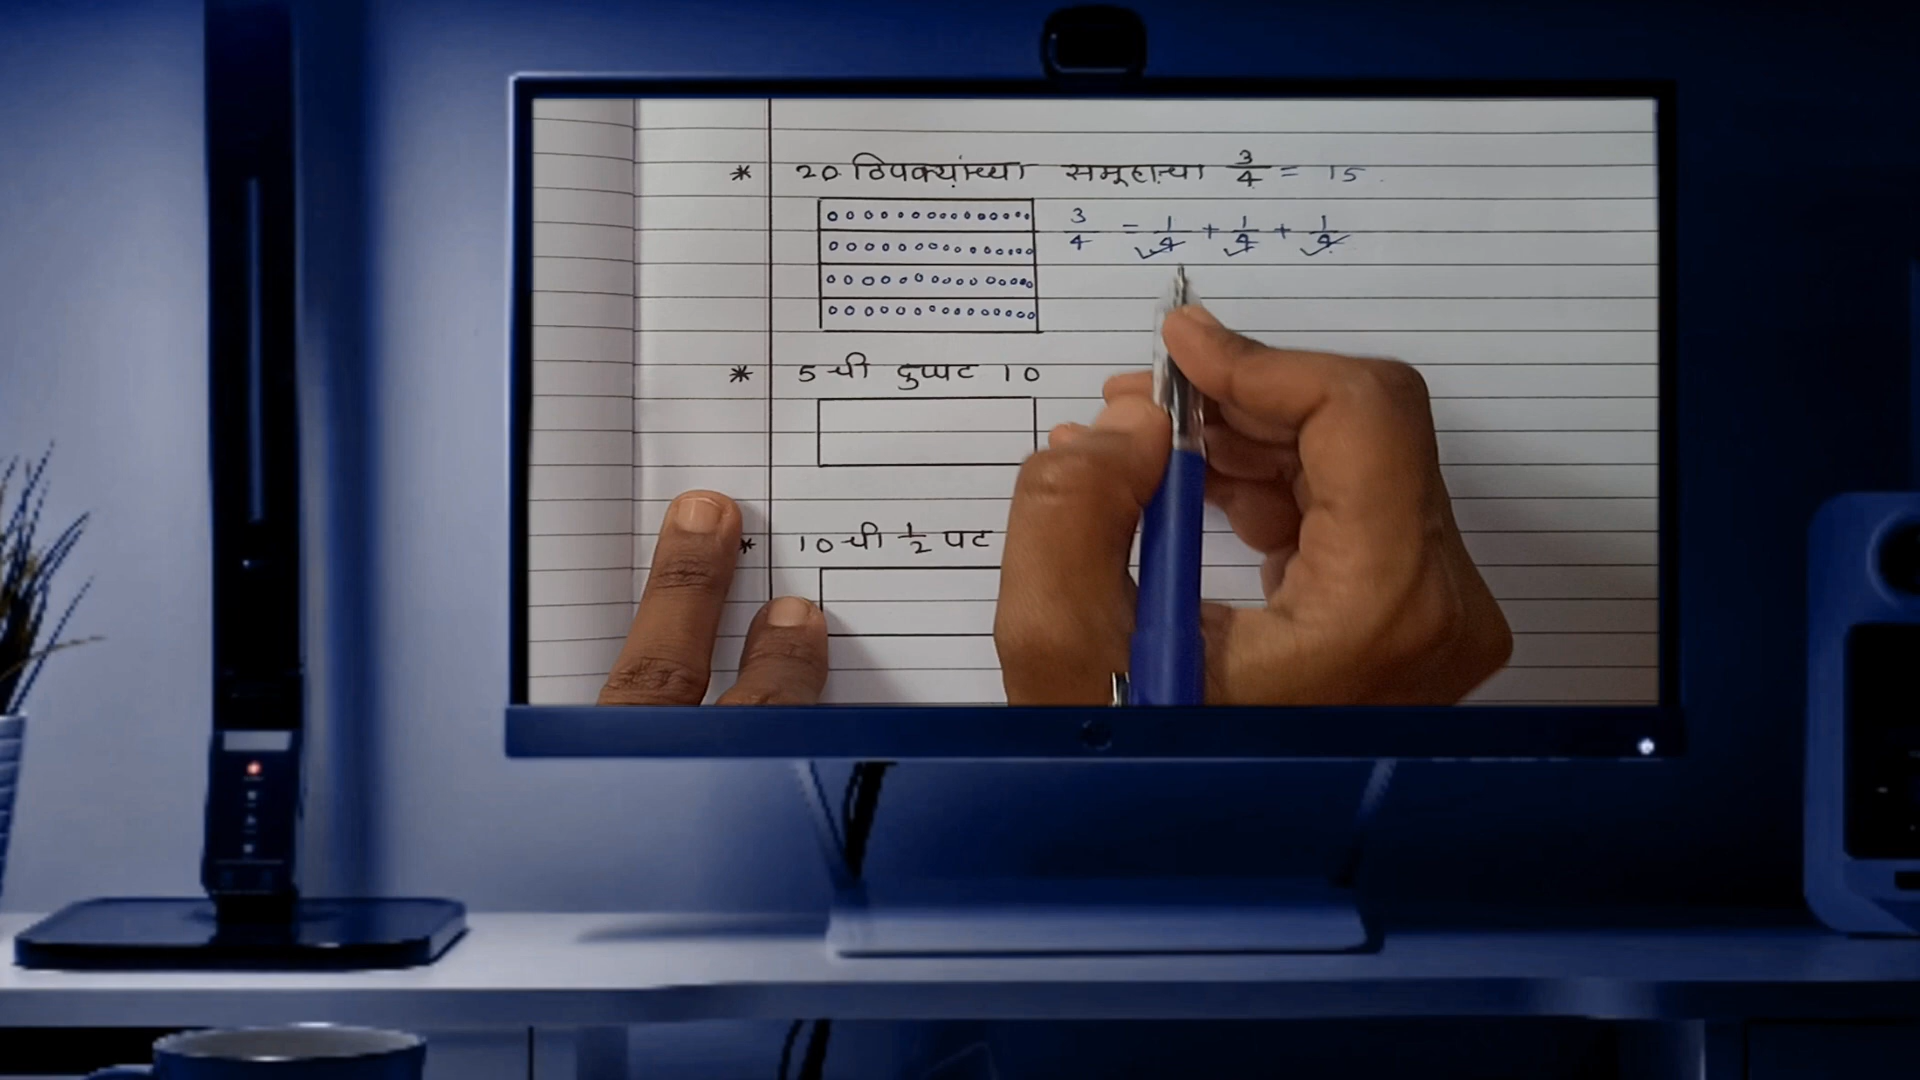 * 20 ठिपक्यांच्या समूहाचा 3/4 = 15
3/4 = 1/4 + 1/4 + 1/4
* 5 ची दुप्पट 10
* 10 ची 1/2 पट